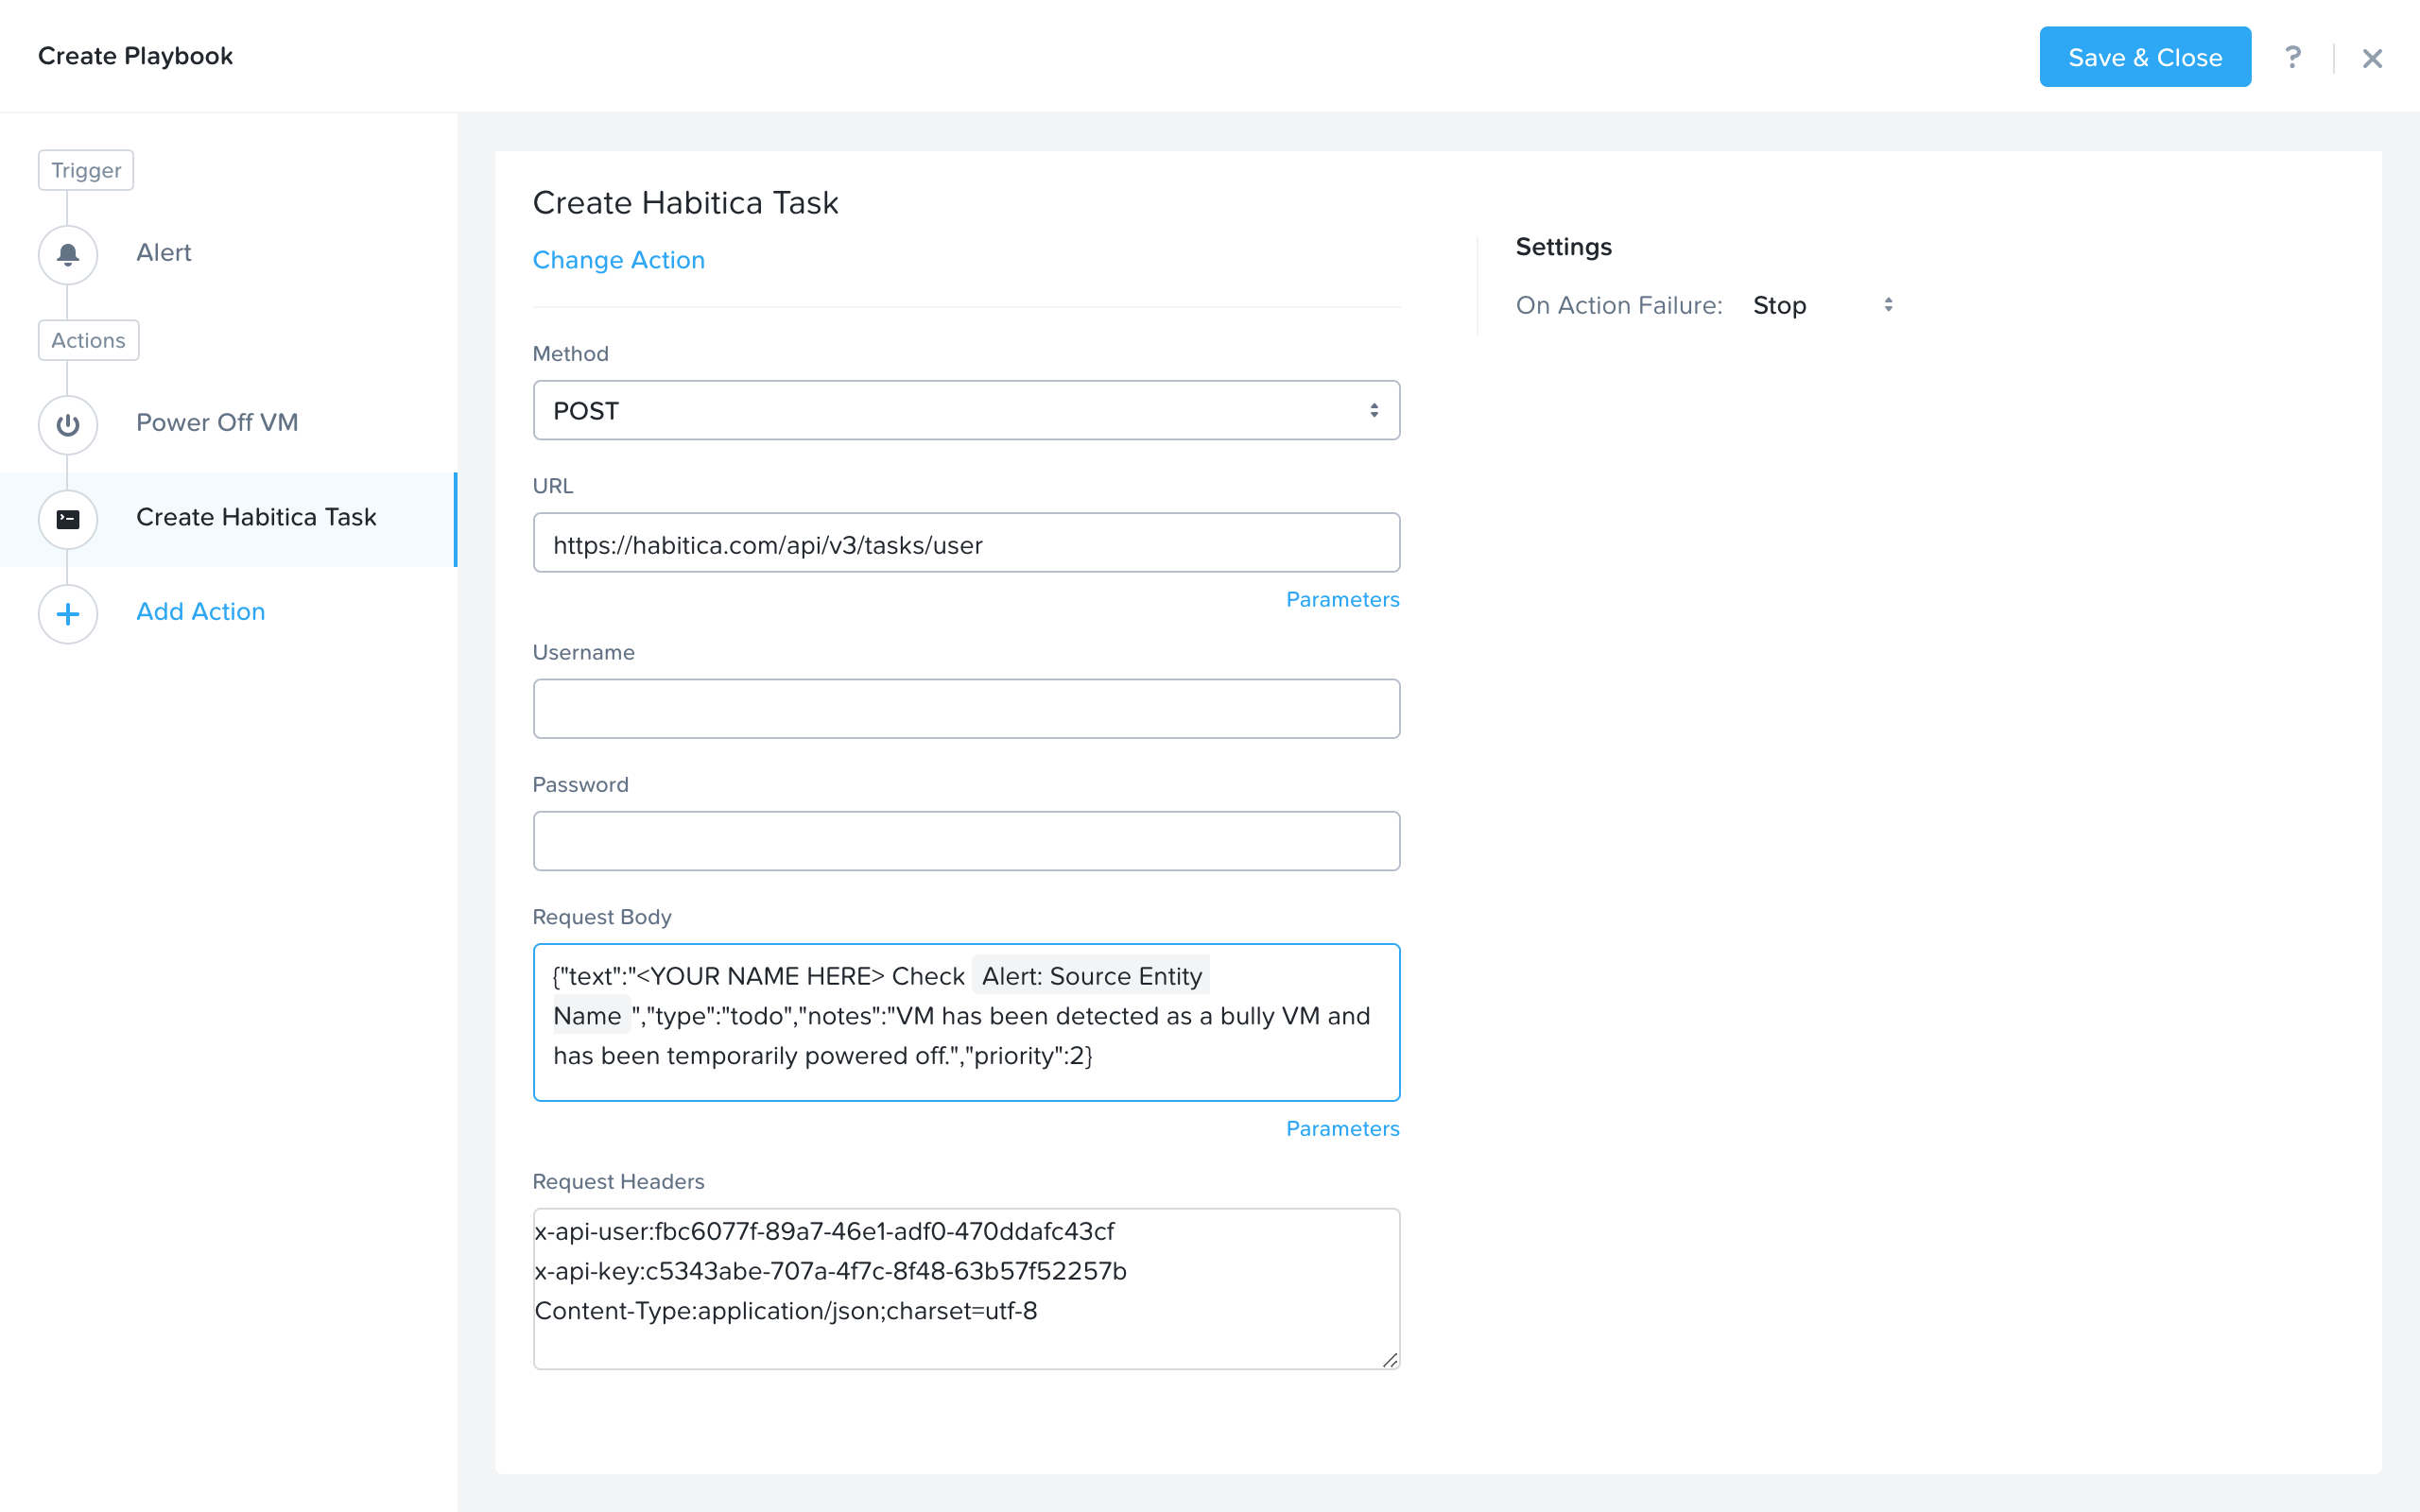 Create Playbook
Save & Close
?
Trigger
Alert
Actions
Power Off VM
Create Habitica Task
Add Action
Create Habitica Task
Change Action
Method
POST
URL
https://habitica.com/api/v3/tasks/user
Parameters
Username
Password
Request Body
{"text":"<YOUR NAME HERE> Check Alert: Source Entity
Name ","type":"todo","notes":"VM has been detected as a bully VM and
has been temporarily powered off.","priority":2}
Parameters
Request Headers
x-api-user:fbc6077f-89a7-46e1-adf0-470ddafc43cf
x-api-key:c5343abe-707a-4f7c-8f48-63b57f52257b
Content-Type:application/json;charset=utf-8
Settings
On Action Failure: Stop